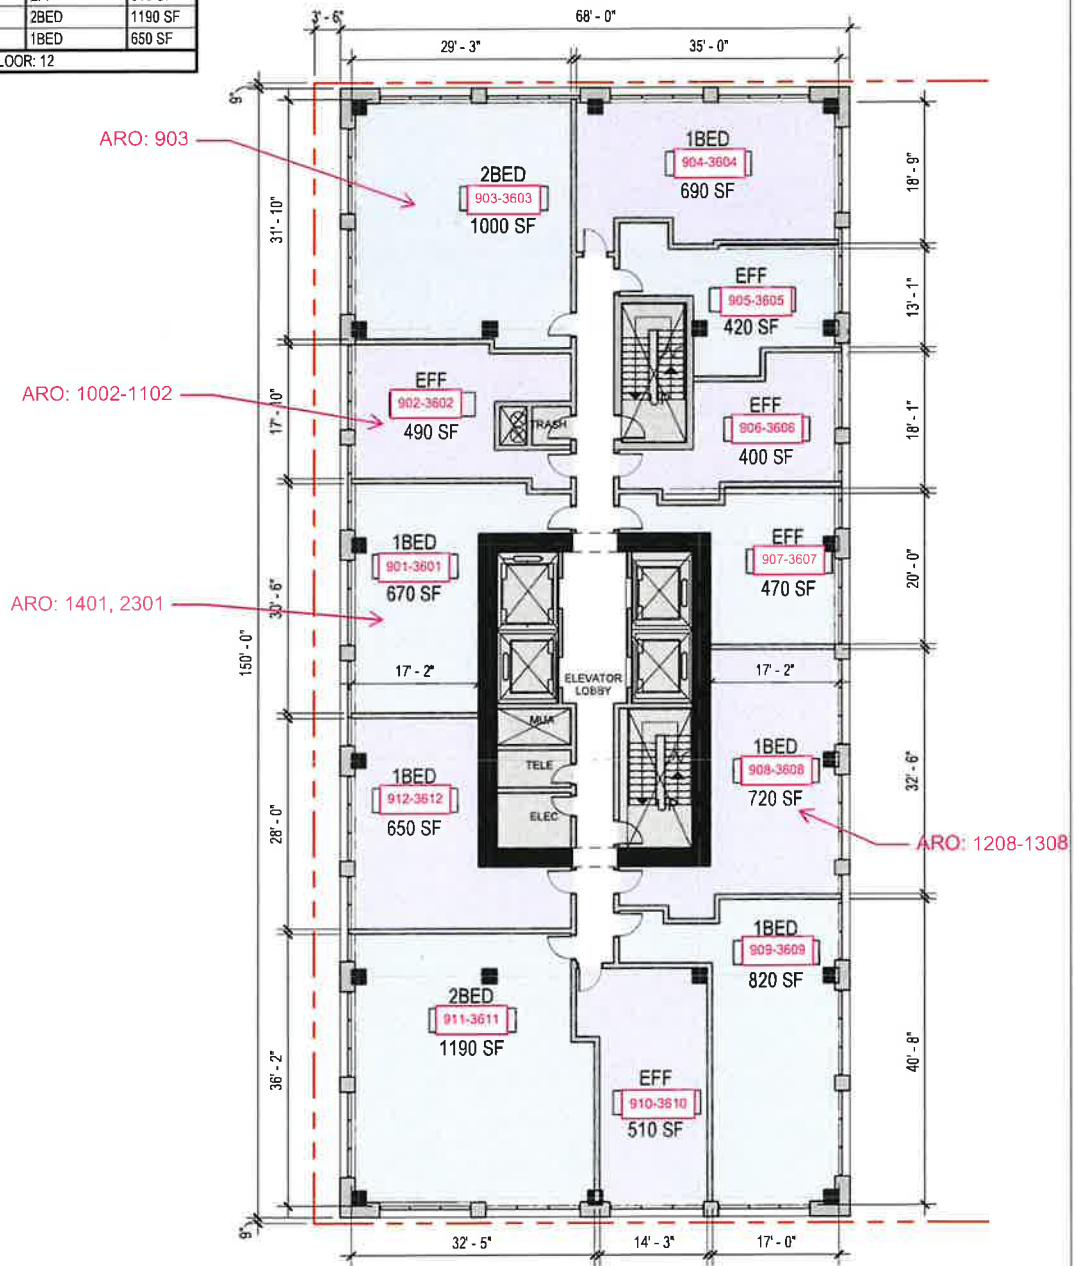 2BED 1190 SF
1BED 650 SF
LOOR: 12
3' - 6"
68' - 0"
29' - 3"
35' - 0"
9"
ARO: 903
1BED
904-3604
690 SF
18' - 9"
2BED
903-3603
1000 SF
31' - 10"
EFF
905-3605
420 SF
13' - 1"
ARO: 1002-1102
EFF
902-3602
490 SF
17' - 10"
TRASH
EFF
906-3606
400 SF
18' - 1"
1BED
901-3601
670 SF
30' - 6"
ARO: 1401, 2301
EFF
907-3607
470 SF
20' - 0"
150' - 0"
17' - 2"
ELEVATOR
LOBBY
17' - 2"
MUA
TELE
ELEC
1BED
908-3608
720 SF
32' - 6"
1BED
912-3612
650 SF
28' - 0"
ARO: 1208-1308
1BED
909-3609
820 SF
40' - 8"
2BED
911-3611
1190 SF
36' - 2"
EFF
910-3610
510 SF
9"
32' - 5"
14' - 3"
17' - 0"